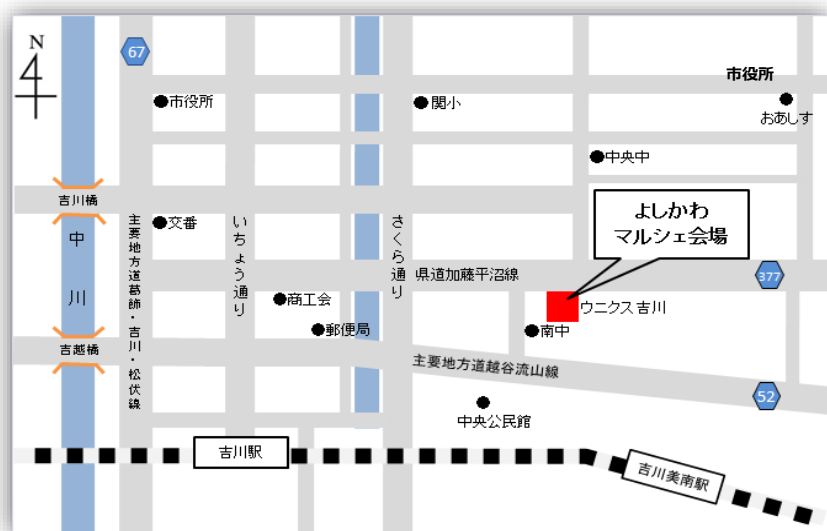 N
67
市役所
市役所
関小
おあしす
中央中
吉川橋
交番
よしかわ
マルシェ会場
中川
主要地方道葛飾・吉川・松伏線
いちょう通り
さくら通り
県道加藤平沼線
377
商工会
ウニクス吉川
郵便局
南中
吉越橋
主要地方道越谷流山線
52
中央公民館
吉川駅
吉川美南駅